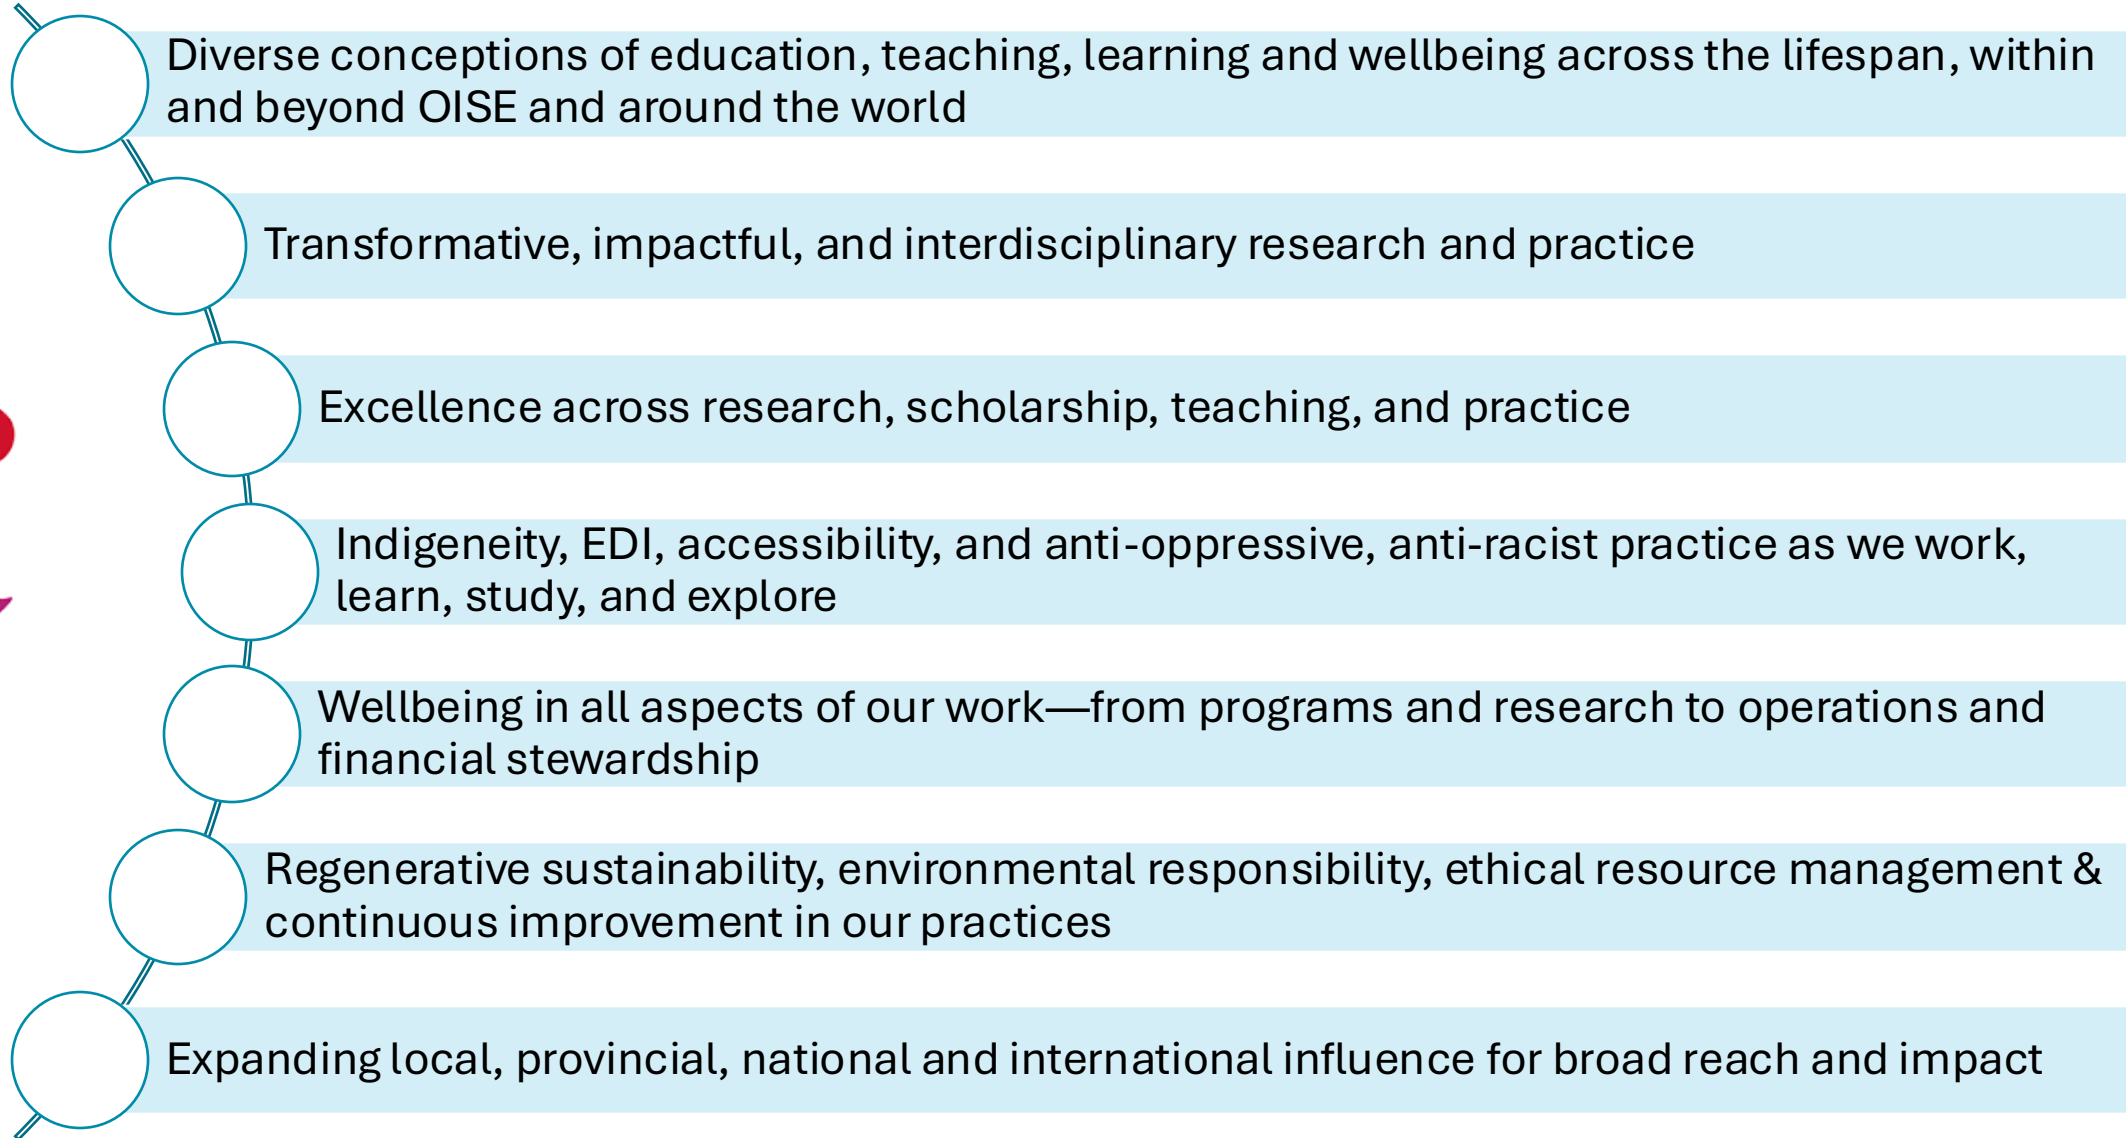 Diverse conceptions of education, teaching, learning and wellbeing across the lifespan, within
and beyond OISE and around the world
Transformative, impactful, and interdisciplinary research and practice
Excellence across research, scholarship, teaching, and practice
Indigeneity, EDI, accessibility, and anti-oppressive, anti-racist practice as we work,
learn, study, and explore
Wellbeing in all aspects of our work—from programs and research to operations and
financial stewardship
Regenerative sustainability, environmental responsibility, ethical resource management &
continuous improvement in our practices
Expanding local, provincial, national and international influence for broad reach and impact